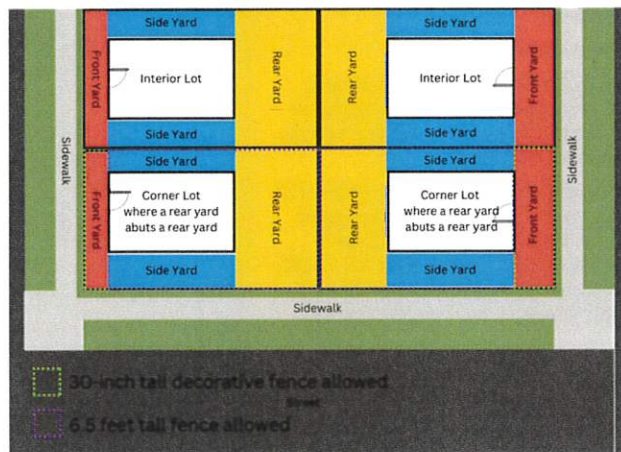 Side Yard
Side Yard
Front Yard
Interior Lot
Rear Yard
Rear Yard
Interior Lot
Front Yard
Side Yard
Side Yard
Sidewalk
Sidewalk
Side Yard
Side Yard
Front Yard
Corner Lot
where a rear yard
abuts a rear yard
Rear Yard
Rear Yard
Corner Lot
where a rear yard
abuts a rear yard
Front Yard
Side Yard
Side Yard
Sidewalk
30-inch tall decorative fence allowed
Street
6.5 feet tall fence allowed